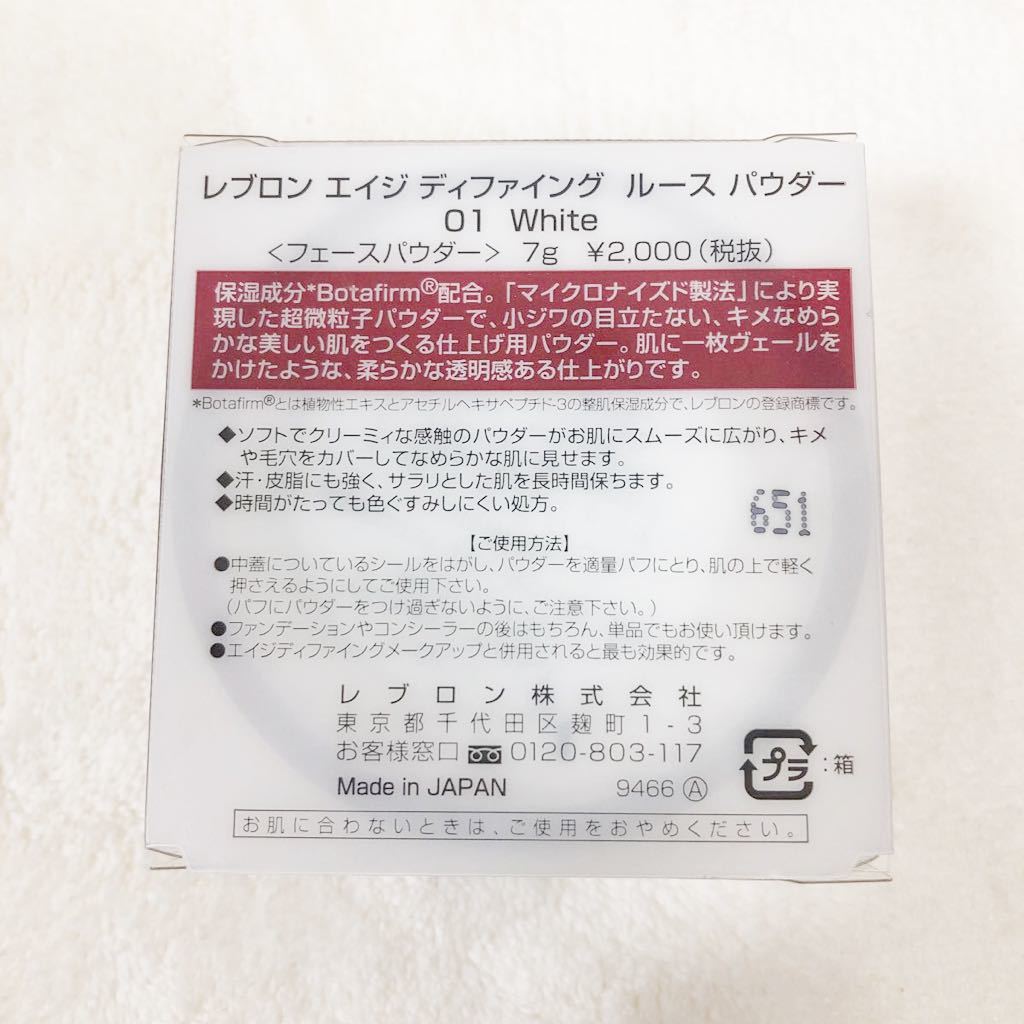 レブロン エイジ ディファイング ルース パウダー
01 White
<フェースパウダー> 7g ¥2,000(税抜)
保湿成分*Botafirm®配合。「マイクロナイズド製法」により実
現した超微粒子パウダーで、小ジワの目立たない、キメなめら
かな美しい肌をつくる仕上げ用パウダー。肌に一枚ヴェールを
かけたような、柔らかな透明感ある仕上がりです。
*Botafirm®とは植物性エキスとアセチルヘキサペプチド-3の整肌保湿成分で、レブロンの登録商標です。
◆ソフトでクリーミィな感触のパウダーがお肌にスムーズに広がり、キメ
や毛穴をカバーしてなめらかな肌に見せます。
◆汗・皮脂にも強く、サラリとした肌を長時間保ちます。
◆時間がたっても色ぐすみしにくい処方。
651
【ご使用方法】
●中蓋についているシールをはがし、パウダーを適量パフにとり、肌の上で軽く
押さえるようにしてご使用下さい。
(パフにパウダーをつけ過ぎないように、ご注意下さい。)
●ファンデーションやコンシーラーの後はもちろん、単品でもお使い頂けます。
●エイジディファイングメークアップと併用されると最も効果的です。
レブロン株式会社
東京都千代田区麹町1-3
お客様窓口 0120-803-117
Made in JAPAN 9466 Ⓐ
プラ :箱
お肌に合わないときは、ご使用をおやめください。